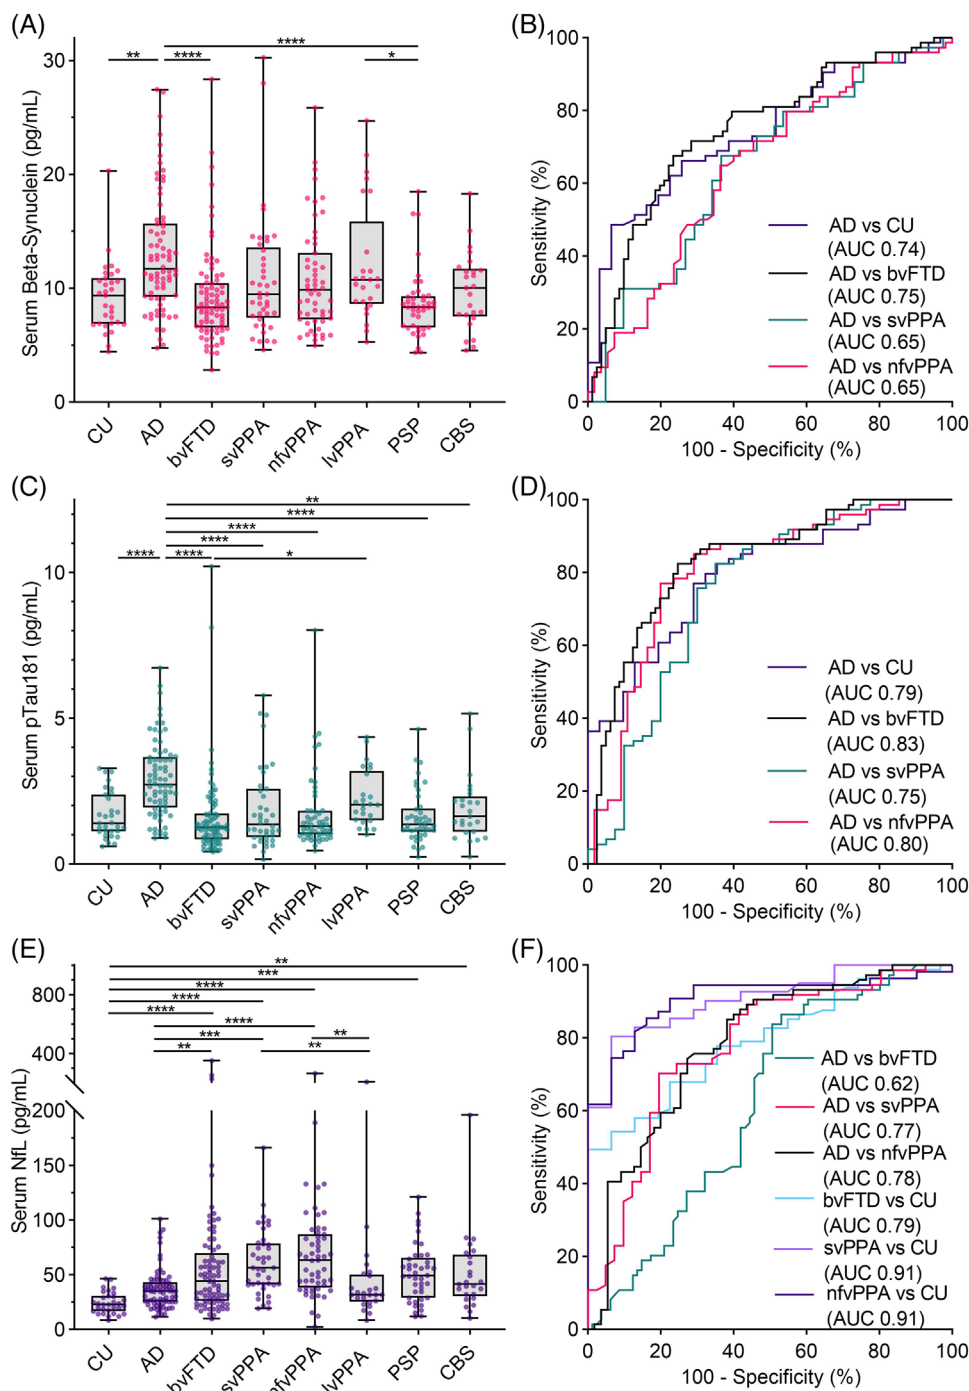 (A)
Serum Beta-Synuclein (pg/mL)
30
20
10
0
**
****
****
*
CU
AD
bvFTD
svPPA
nfvPPA
lvPPA
PSP
CBS
(B)
Sensitivity (%)
100
80
60
40
20
0
0 20 40 60 80 100
100 - Specificity (%)
AD vs CU
(AUC 0.74)
AD vs bvFTD
(AUC 0.75)
AD vs svPPA
(AUC 0.65)
AD vs nfvPPA
(AUC 0.65)
(C)
Serum pTau181 (pg/mL)
10
5
0
**
****
****
****
****
****
*
CU
AD
bvFTD
svPPA
nfvPPA
lvPPA
PSP
CBS
(D)
Sensitivity (%)
100
80
60
40
20
0
0 20 40 60 80 100
100 - Specificity (%)
AD vs CU
(AUC 0.79)
AD vs bvFTD
(AUC 0.83)
AD vs svPPA
(AUC 0.75)
AD vs nfvPPA
(AUC 0.80)
(E)
Serum NfL (pg/mL)
800
400
200
150
100
50
0
**
***
****
****
****
****
***
**
**
**
CU
AD
bvFTD
svPPA
nfvPPA
lvPPA
PSP
CBS
(F)
Sensitivity (%)
100
80
60
40
20
0
0 20 40 60 80 100
100 - Specificity (%)
AD vs bvFTD
(AUC 0.62)
AD vs svPPA
(AUC 0.77)
AD vs nfvPPA
(AUC 0.78)
bvFTD vs CU
(AUC 0.79)
svPPA vs CU
(AUC 0.91)
nfvPPA vs CU
(AUC 0.91)